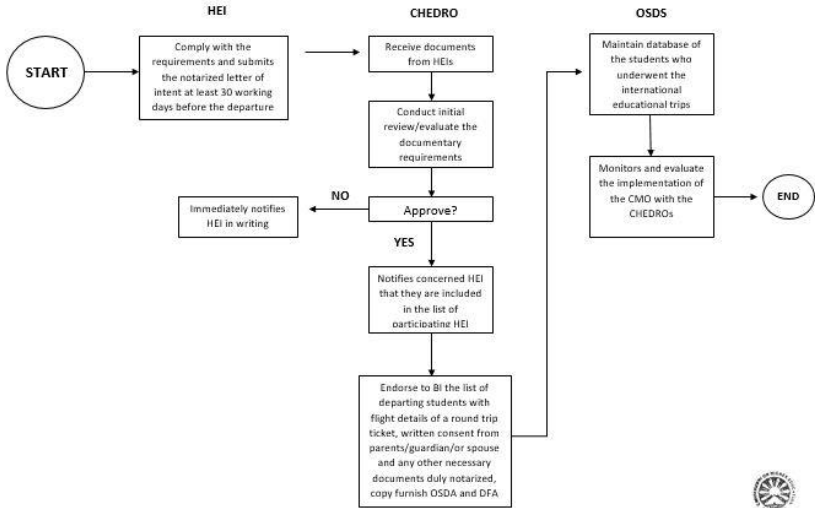 HEI
CHEDRO
OSDS
START
Comply with the
requirements and submits
the notarized letter of
intent at least 30 working
days before the departure
Receive documents
from HEIs
Conduct initial
review/evaluate the
documentary
requirements
Approve?
NO
Immediately notifies
HEI in writing
YES
Notifies concerned HEI
that they are included
in the list of
participating HEI
Endorse to BI the list of
departing students with
flight details of a round trip
ticket, written consent from
parents/guardian/or spouse
and any other necessary
documents duly notarized,
copy furnish OSDA and DFA
Maintain database of
the students who
underwent the
international
educational trips
Monitors and evaluate
the implementation of
the CMO with the
CHEDROs
END